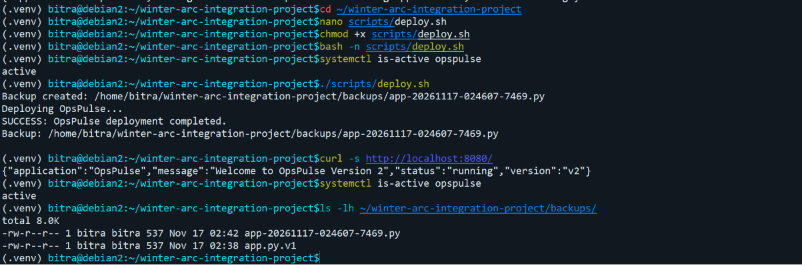 (.venv) bitra@debian2:~/winter-arc-integration-project$cd ~/winter-arc-integration-project
(.venv) bitra@debian2:~/winter-arc-integration-project$nano scripts/deploy.sh
(.venv) bitra@debian2:~/winter-arc-integration-project$chmod +x scripts/deploy.sh
(.venv) bitra@debian2:~/winter-arc-integration-project$bash -n scripts/deploy.sh
(.venv) bitra@debian2:~/winter-arc-integration-project$systemctl is-active opspulse
active
(.venv) bitra@debian2:~/winter-arc-integration-project$./scripts/deploy.sh
Backup created: /home/bitra/winter-arc-integration-project/backups/app-20261117-024607-7469.py
Deploying OpsPulse...
SUCCESS: OpsPulse deployment completed.
Backup: /home/bitra/winter-arc-integration-project/backups/app-20261117-024607-7469.py
(.venv) bitra@debian2:~/winter-arc-integration-project$curl -s http://localhost:8080/
{"application":"OpsPulse","message":"Welcome to OpsPulse Version 2","status":"running","version":"v2"}
(.venv) bitra@debian2:~/winter-arc-integration-project$systemctl is-active opspulse
active
(.venv) bitra@debian2:~/winter-arc-integration-project$ls -lh ~/winter-arc-integration-project/backups/
total 8.0K
-rw-r--r-- 1 bitra bitra 537 Nov 17 02:42 app-20261117-024607-7469.py
-rw-r--r-- 1 bitra bitra 537 Nov 17 02:38 app.py.v1
(.venv) bitra@debian2:~/winter-arc-integration-project$